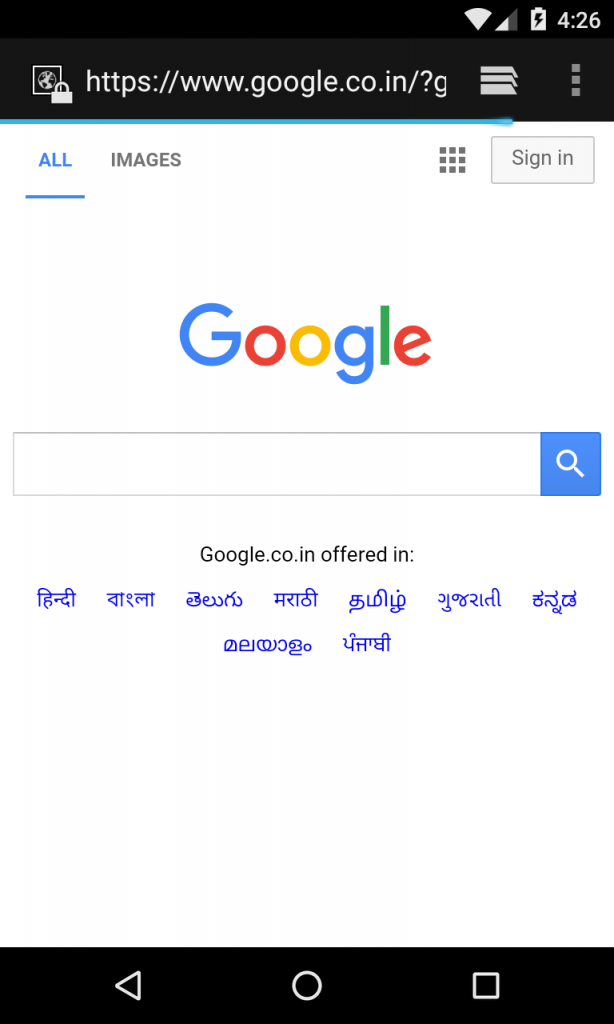 4:26
https://www.google.co.in/?g
ALL IMAGES Sign in
Google
Google.co.in offered in:
हिन्दी বাংলা తెలుగు मराठी தமிழ் ગુજરાતી ಕನ್ನಡ
മലയാളം ਪੰਜਾਬੀ